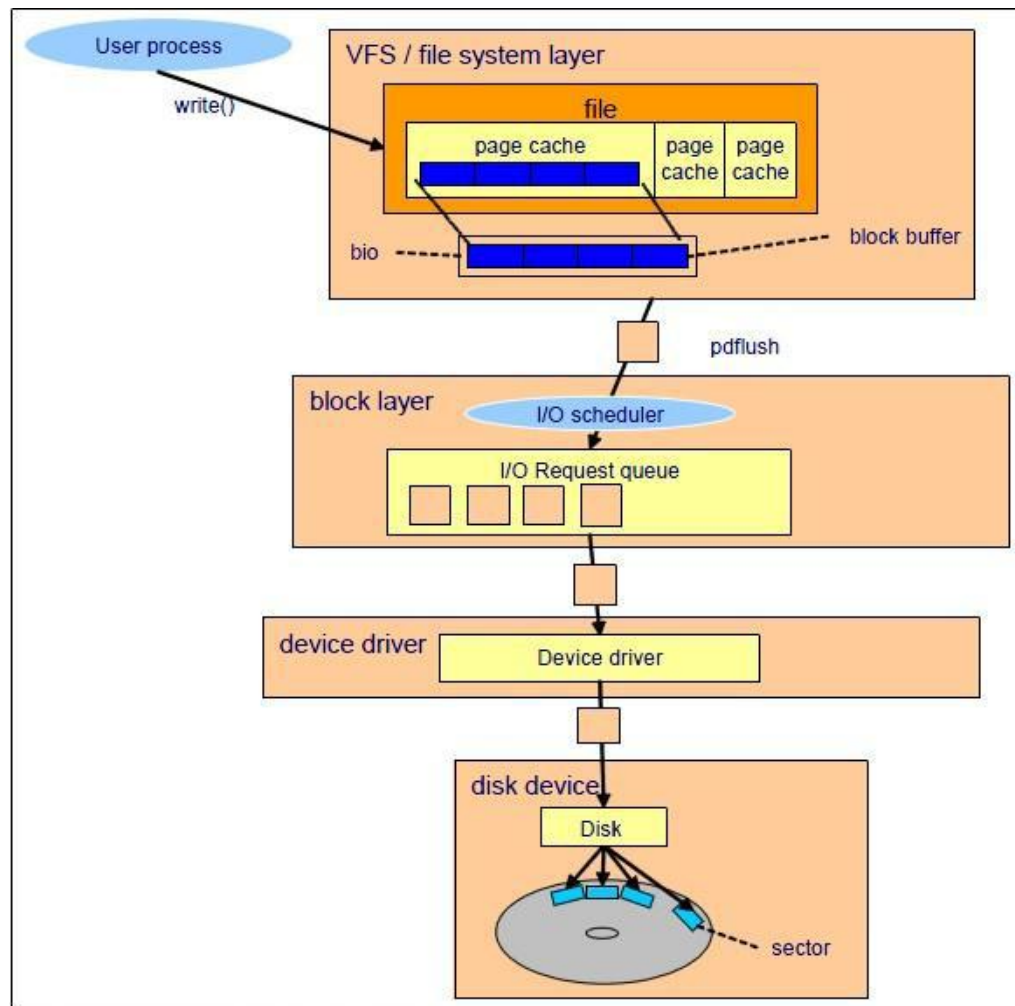 User process
write()
VFS / file system layer
file
page cache
page
cache
page
cache
bio
block buffer
pdflush
block layer
I/O scheduler
I/O Request queue
device driver
Device driver
disk device
Disk
sector